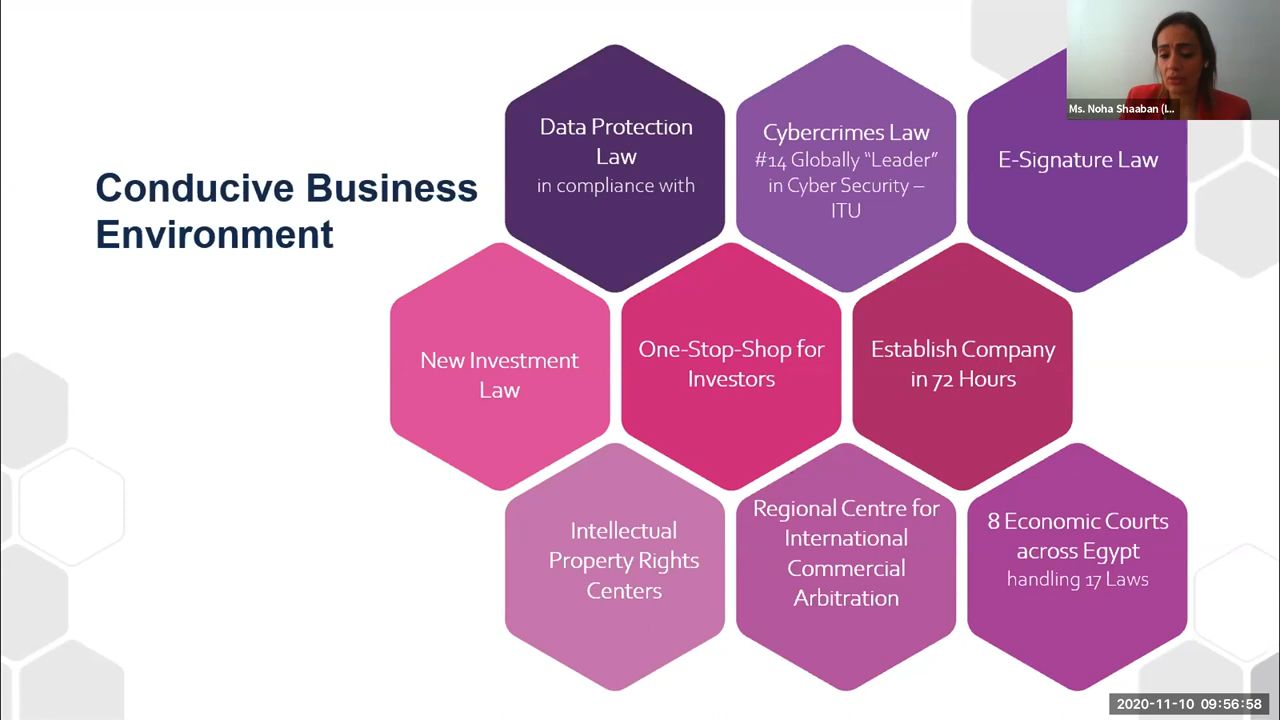 Conducive Business
Environment
Data Protection
Law
in compliance with
Cybercrimes Law
#14 Globally “Leader”
in Cyber Security –
ITU
E-Signature Law
Ms. Noha Shaaban (I...
New Investment
Law
One-Stop-Shop for
Investors
Establish Company
in 72 Hours
Intellectual
Property Rights
Centers
Regional Centre for
International
Commercial
Arbitration
8 Economic Courts
across Egypt
handling 17 Laws
2020-11-10 09:56:58